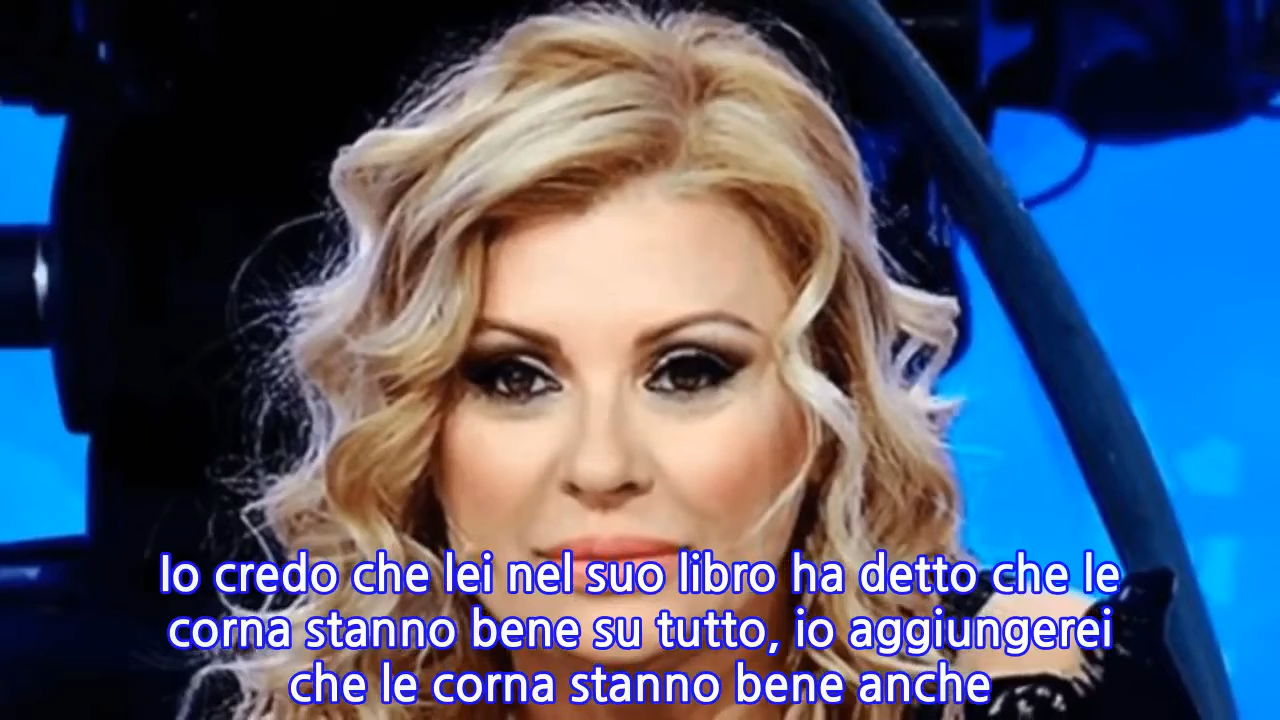 Io credo che lei nel suo libro ha detto che le
corna stanno bene su tutto, io aggiungerei
che le corna stanno bene anche